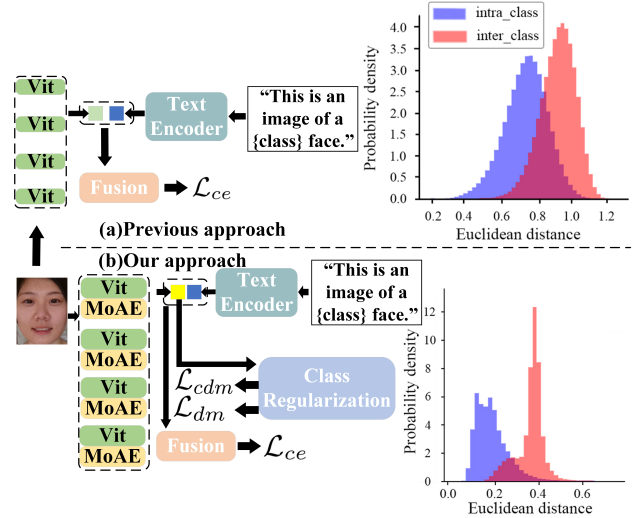 Vit
Vit
Vit
Vit
Text
Encoder
“This is an
image of a
{class} face.”
Fusion
ℒce
(a)Previous approach
intra_class
inter_class
Probability density
4.0
3.5
3.0
2.5
2.0
1.5
1.0
0.5
0.0
0.2 0.4 0.6 0.8 1.0 1.2
Euclidean distance
(b)Our approach
Vit
MoAE
Vit
MoAE
Vit
MoAE
Vit
MoAE
Text
Encoder
“This is an
image of a
{class} face.”
ℒcdm
ℒdm
Class
Regularization
Fusion
ℒce
Probability density
12
10
8
6
4
2
0
0.0 0.2 0.4 0.6
Euclidean distance